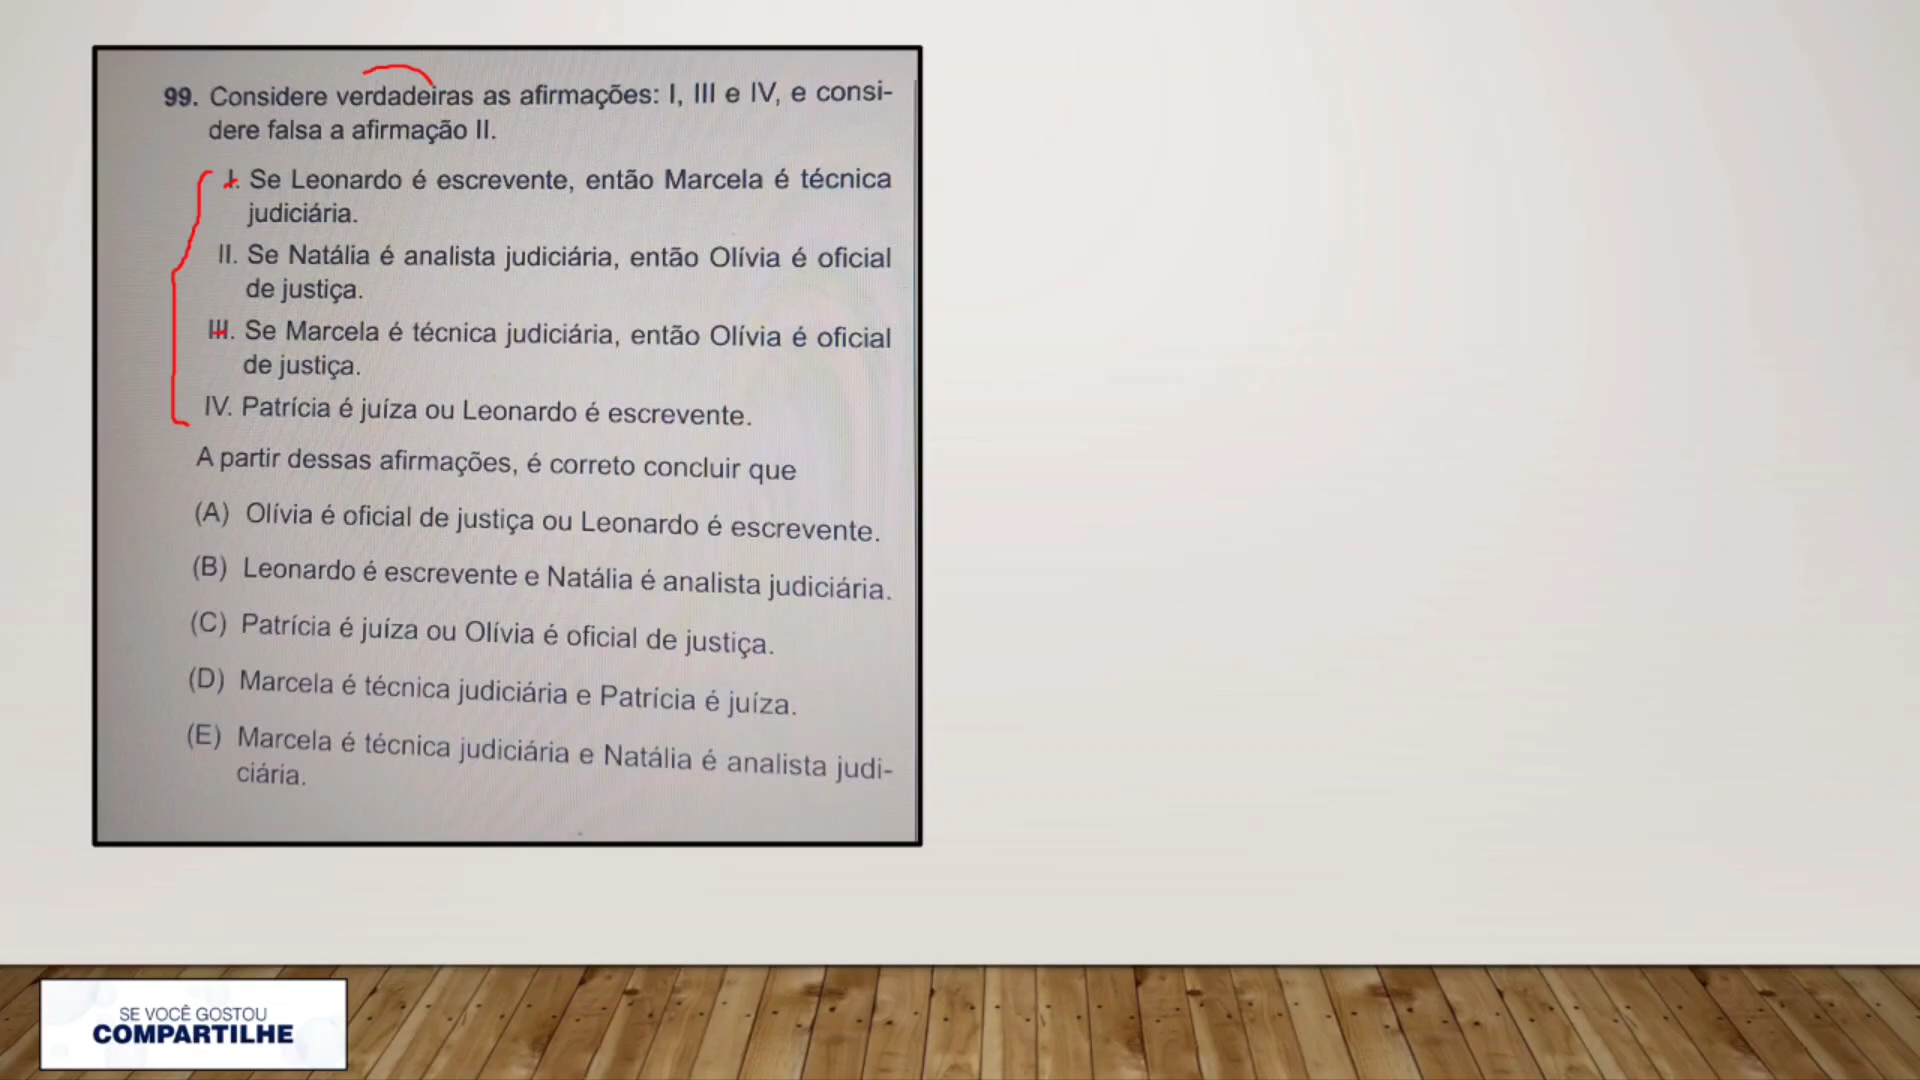 99. Considere verdadeiras as afirmações: I, III e IV, e consi-
dere falsa a afirmação II.
I. Se Leonardo é escrevente, então Marcela é técnica
judiciária.
II. Se Natália é analista judiciária, então Olívia é oficial
de justiça.
III. Se Marcela é técnica judiciária, então Olívia é oficial
de justiça.
IV. Patrícia é juíza ou Leonardo é escrevente.
A partir dessas afirmações, é correto concluir que
(A) Olívia é oficial de justiça ou Leonardo é escrevente.
(B) Leonardo é escrevente e Natália é analista judiciária.
(C) Patrícia é juíza ou Olívia é oficial de justiça.
(D) Marcela é técnica judiciária e Patrícia é juíza.
(E) Marcela é técnica judiciária e Natália é analista judi-
ciária.
SE VOCÊ GOSTOU
COMPARTILHE